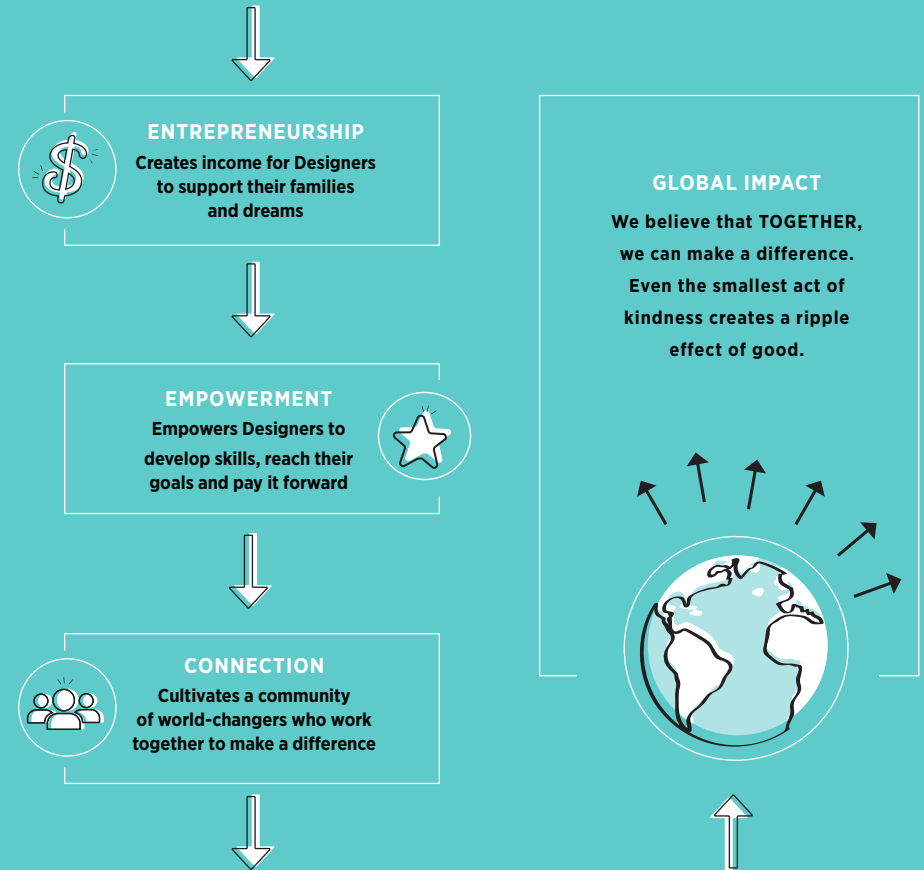 ENTREPRENEURSHIP
Creates income for Designers
to support their families
and dreams
EMPOWERMENT
Empowers Designers to
develop skills, reach their
goals and pay it forward
CONNECTION
Cultivates a community
of world-changers who work
together to make a difference
GLOBAL IMPACT
We believe that TOGETHER,
we can make a difference.
Even the smallest act of
kindness creates a ripple
effect of good.